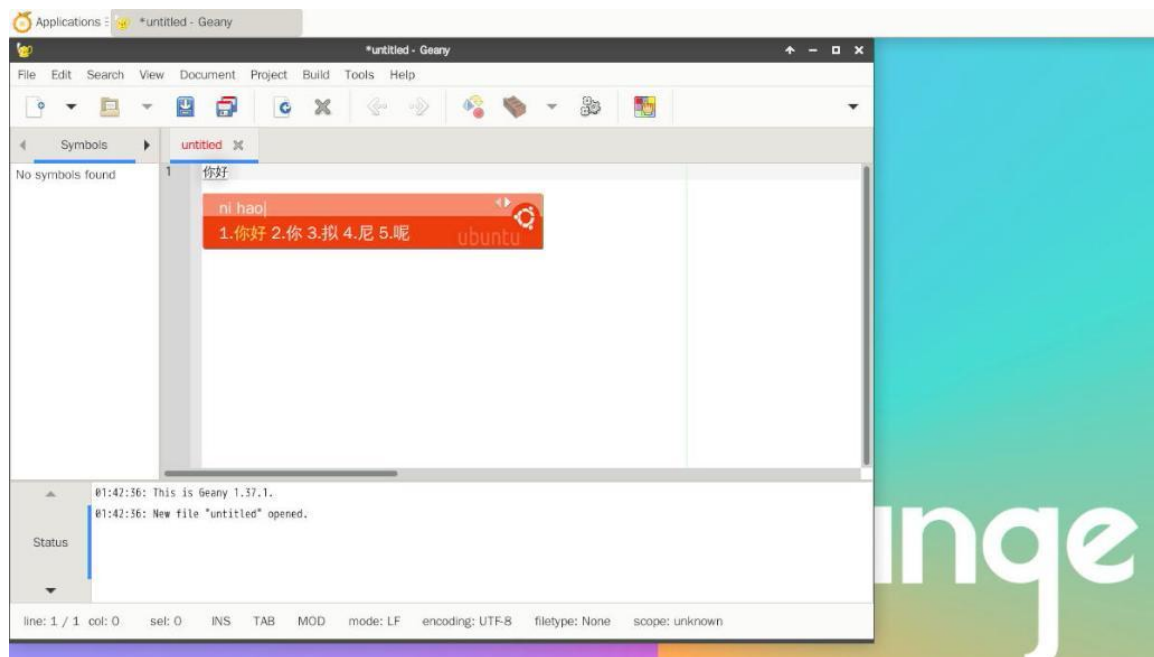 Applications
*untitled - Geany
*untitled - Geany
File Edit Search View Document Project Build Tools Help
Symbols
untitled
No symbols found
1 你好
ni hao
1.你好 2.你 3.拟 4.尼 5.呢
ubuntu
01:42:36: This is Geany 1.37.1.
01:42:36: New file "untitled" opened.
Status
nge
line: 1 / 1 col: 0 sel: 0 INS TAB MOD mode: LF encoding: UTF-8 filetype: None scope: unknown